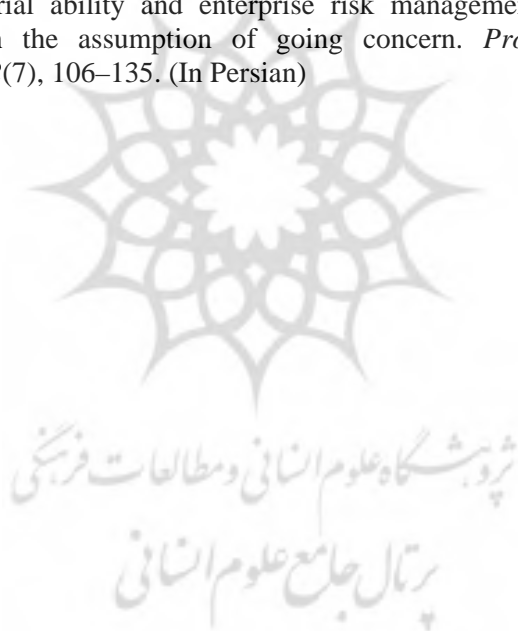 rial ability and enterprise risk managemen
the assumption of going concern. Pro
(7), 106–135. (In Persian)
پژوهشگاه علوم انسانی و مطالعات فرهنگی
پرتال جامع علوم انسانی